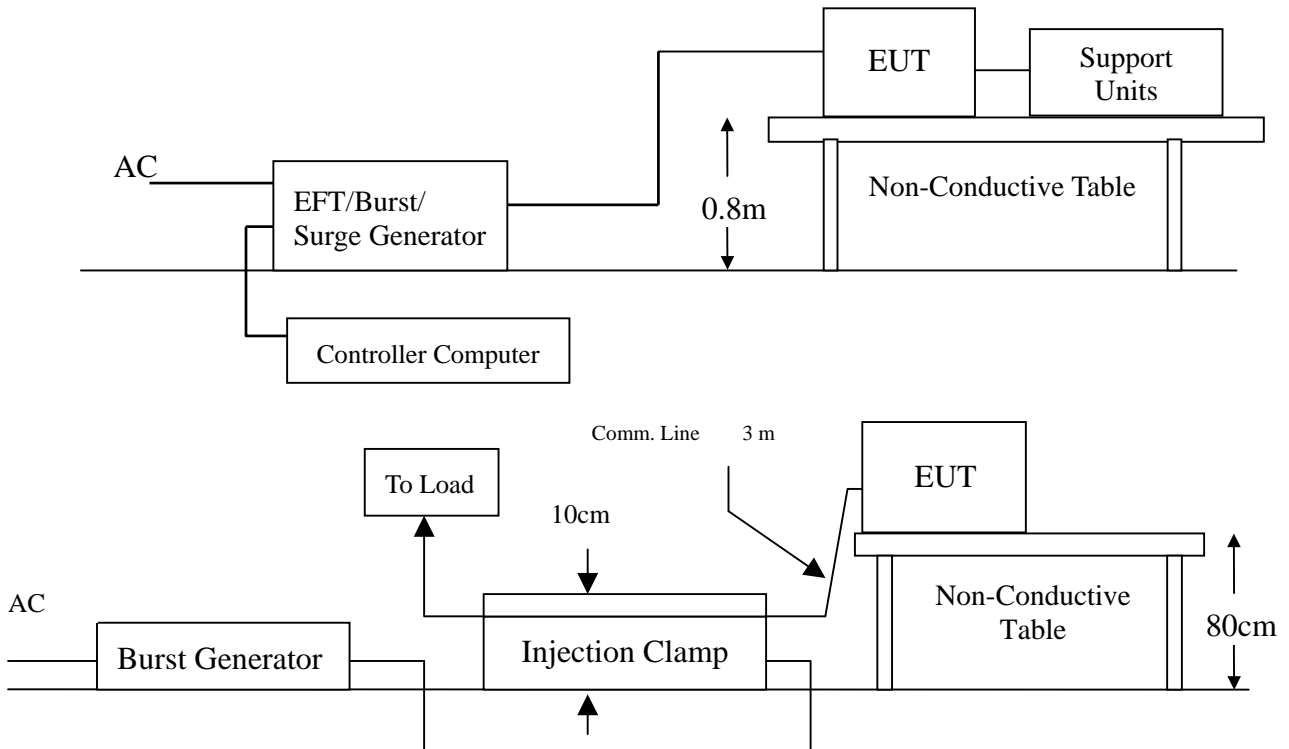 EUT
Support
Units
AC
EFT/Burst/
Surge Generator
0.8m
Non-Conductive Table
Controller Computer
Comm. Line 3 m
To Load
10cm
EUT
AC
Burst Generator
Injection Clamp
Non-Conductive
Table
80cm